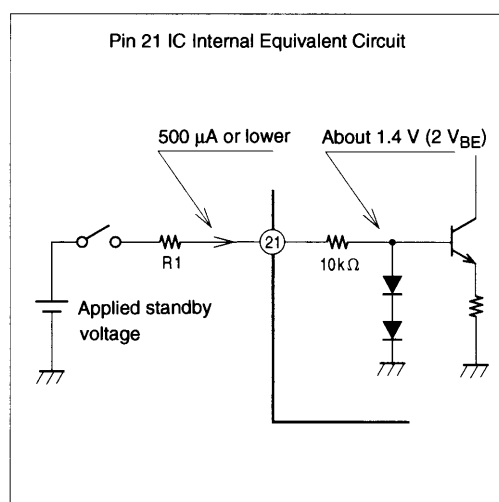 Pin 21 IC Internal Equivalent Circuit
500 μA or lower
About 1.4 V (2 VBE)
R1
21
10kΩ
Applied standby
voltage